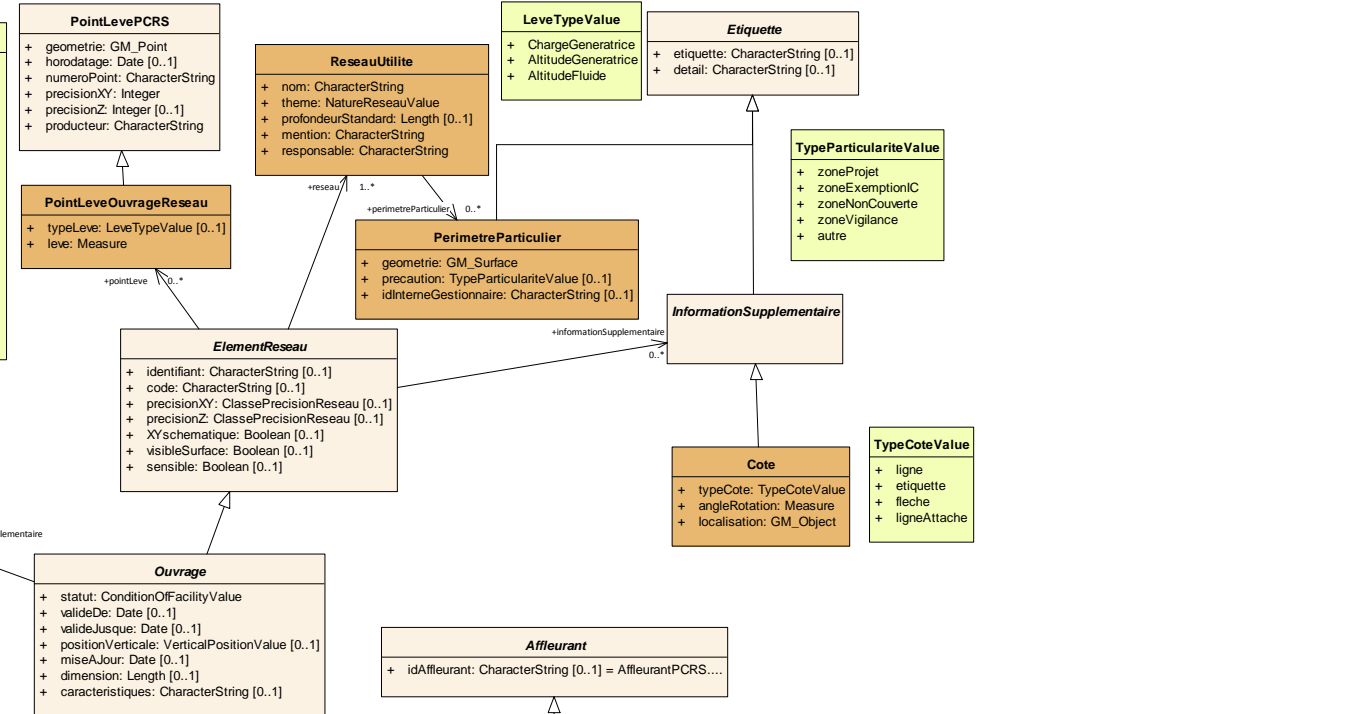 PointLevePCRS
+ geometrie: GM_Point
+ horodatage: Date [0..1]
+ numeroPoint: CharacterString
+ precisionXY: Integer
+ precisionZ: Integer [0..1]
+ producteur: CharacterString
ReseauUtilite
+ nom: CharacterString
+ theme: NatureReseauValue
+ profondeurStandard: Length [0..1]
+ mention: CharacterString
+ responsable: CharacterString
LeveTypeValue
+ ChargeGeneratrice
+ AltitudeGeneratrice
+ AltitudeFluide
Etiquette
+ etiquette: CharacterString [0..1]
+ detail: CharacterString [0..1]
TypeParticulariteValue
+ zoneProjet
+ zoneExemptionIC
+ zoneNonCouverte
+ zoneVigilance
+ autre
PointLeveOuvrageReseau
+ typeLeve: LeveTypeValue [0..1]
+ leve: Measure
+reseau 1..*
+perimetreParticulier 0..*
PerimetreParticulier
+ geometrie: GM_Surface
+ precaution: TypeParticulariteValue [0..1]
+ idInterneGestionnaire: CharacterString [0..1]
+pointLeve 0..*
InformationSupplementaire
+informationSupplementaire
0..*
ElementReseau
+ identifiant: CharacterString [0..1]
+ code: CharacterString [0..1]
+ precisionXY: ClassePrecisionReseau [0..1]
+ precisionZ: ClassePrecisionReseau [0..1]
+ XYschematique: Boolean [0..1]
+ visibleSurface: Boolean [0..1]
+ sensible: Boolean [0..1]
Cote
+ typeCote: TypeCoteValue
+ angleRotation: Measure
+ localisation: GM_Object
TypeCoteValue
+ ligne
+ etiquette
+ fleche
+ ligneAttache
lementaire
Ouvrage
+ statut: ConditionOfFacilityValue
+ valideDe: Date [0..1]
+ valideJusque: Date [0..1]
+ positionVerticale: VerticalPositionValue [0..1]
+ miseAJour: Date [0..1]
+ dimension: Length [0..1]
+ caracteristiques: CharacterString [0..1]
Affleurant
+ idAffleurant: CharacterString [0..1] = AffleurantPCRS....